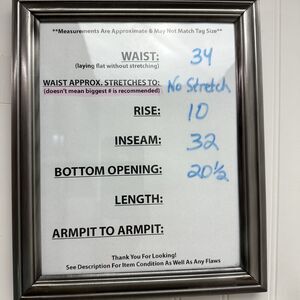 **Measurements Are Approximate & May Not Match Tag Size**
WAIST: 34
(laying flat without stretching)
WAIST APPROX. STRETCHES TO: No Stretch
(doesn't mean biggest # is recommended)
RISE: 10
INSEAM: 32
BOTTOM OPENING: 20½
LENGTH:
ARMPIT TO ARMPIT:
Thank You For Looking!
See Description For Item Condition As Well As Any Flaws